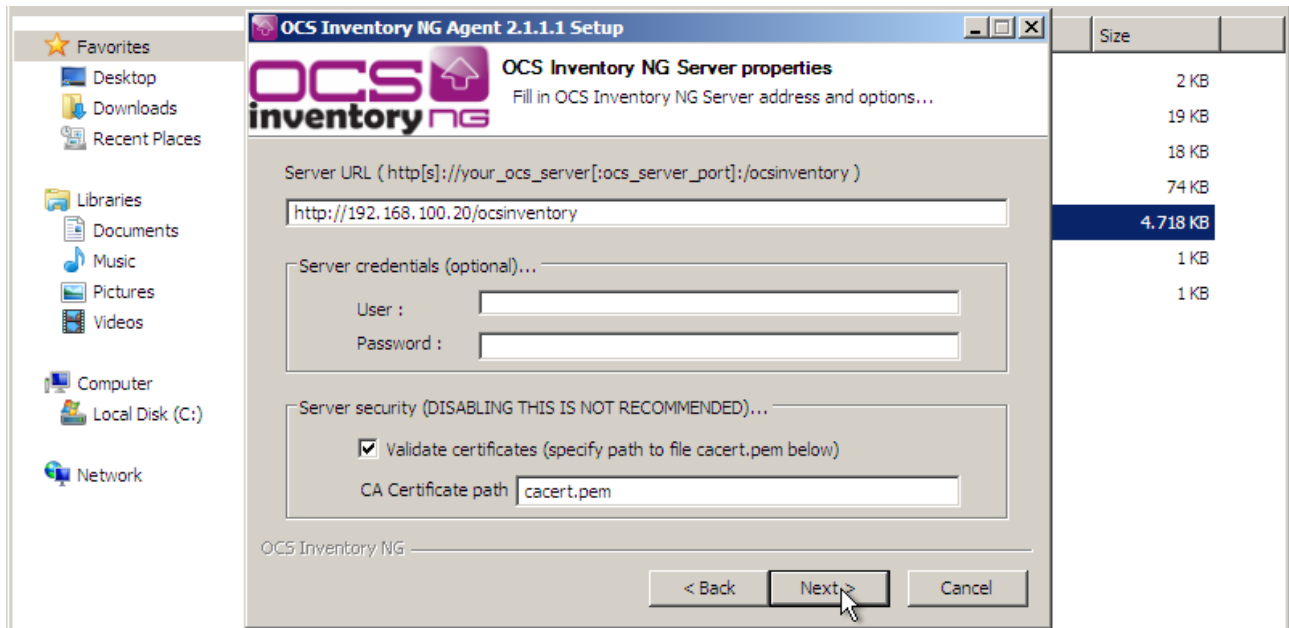 Favorites
Desktop
Downloads
Recent Places
Libraries
Documents
Music
Pictures
Videos
Computer
Local Disk (C:)
Network
OCS Inventory NG Agent 2.1.1.1 Setup
OCS
inventory NG
OCS Inventory NG Server properties
Fill in OCS Inventory NG Server address and options...
Server URL ( http[s]://your_ocs_server[:ocs_server_port]:/ocsinventory )
http://192.168.100.20/ocsinventory
Server credentials (optional)...
User :
Password :
Server security (DISABLING THIS IS NOT RECOMMENDED)...
Validate certificates (specify path to file cacert.pem below)
CA Certificate path cacert.pem
OCS Inventory NG
< Back Next > Cancel
Size
2 KB
19 KB
18 KB
74 KB
4.718 KB
1 KB
1 KB